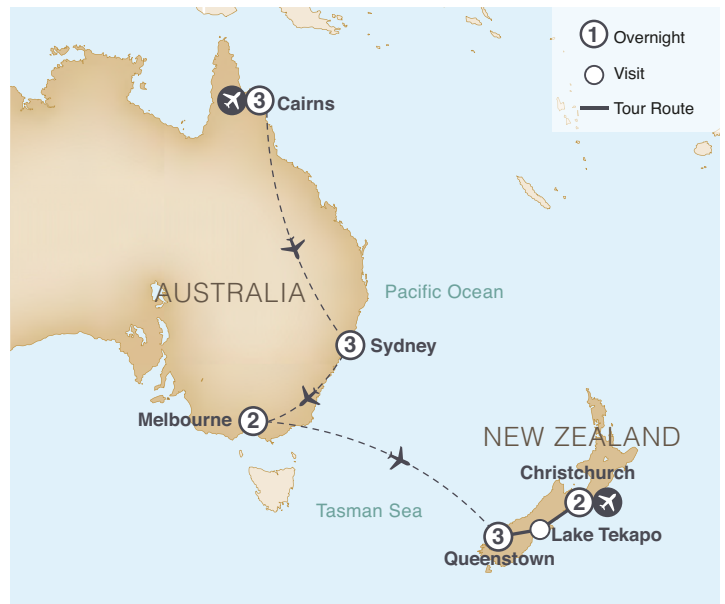 1 Overnight
Visit
Tour Route
3 Cairns
AUSTRALIA
Pacific Ocean
3 Sydney
Melbourne 2
NEW ZEALAND
Christchurch
2
Tasman Sea
3
Lake Tekapo
Queenstown